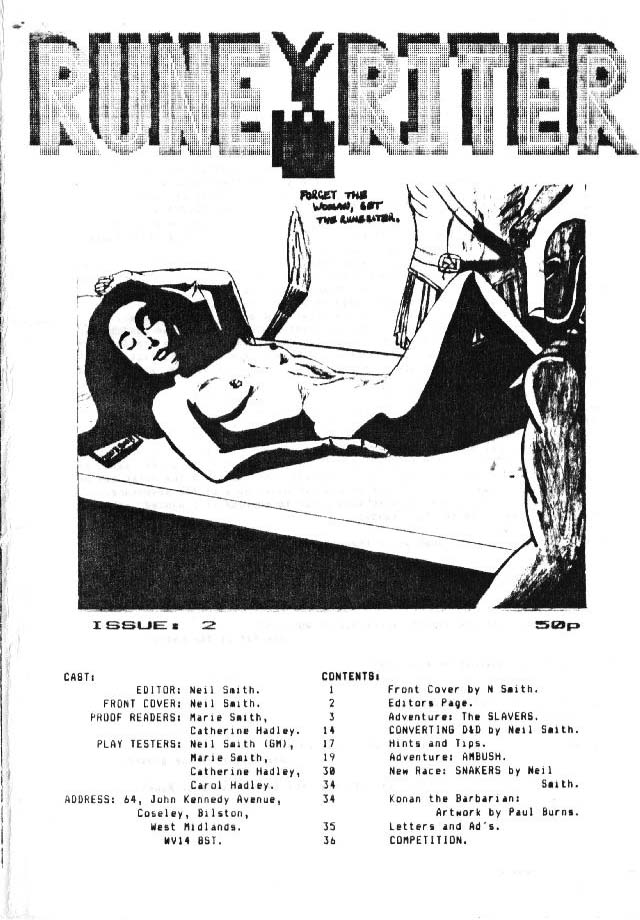 RUNE RITER
FORGET THE
WOMAN, GET
THE RUNERITER.
ISSUE: 2 50p
CAST:
EDITOR: Neil Smith.
FRONT COVER: Neil Smith.
PROOF READERS: Marie Smith,
Catherine Hadley.
PLAY TESTERS: Neil Smith (GM),
Marie Smith,
Catherine Hadley,
Carol Hadley.
ADDRESS: 64, John Kennedy Avenue,
Coseley, Bilston,
West Midlands.
WV14 8ST.
CONTENTS:
1 Front Cover by N Smith.
2 Editors Page.
3 Adventure: The SLAVERS.
14 CONVERTING D&D by Neil Smith.
17 Hints and Tips.
19 Adventure: AMBUSH.
30 New Race: SNAKERS by Neil
34 Smith.
34 Konan the Barbarian:
Artwork by Paul Burns.
35 Letters and Ad's.
36 COMPETITION.